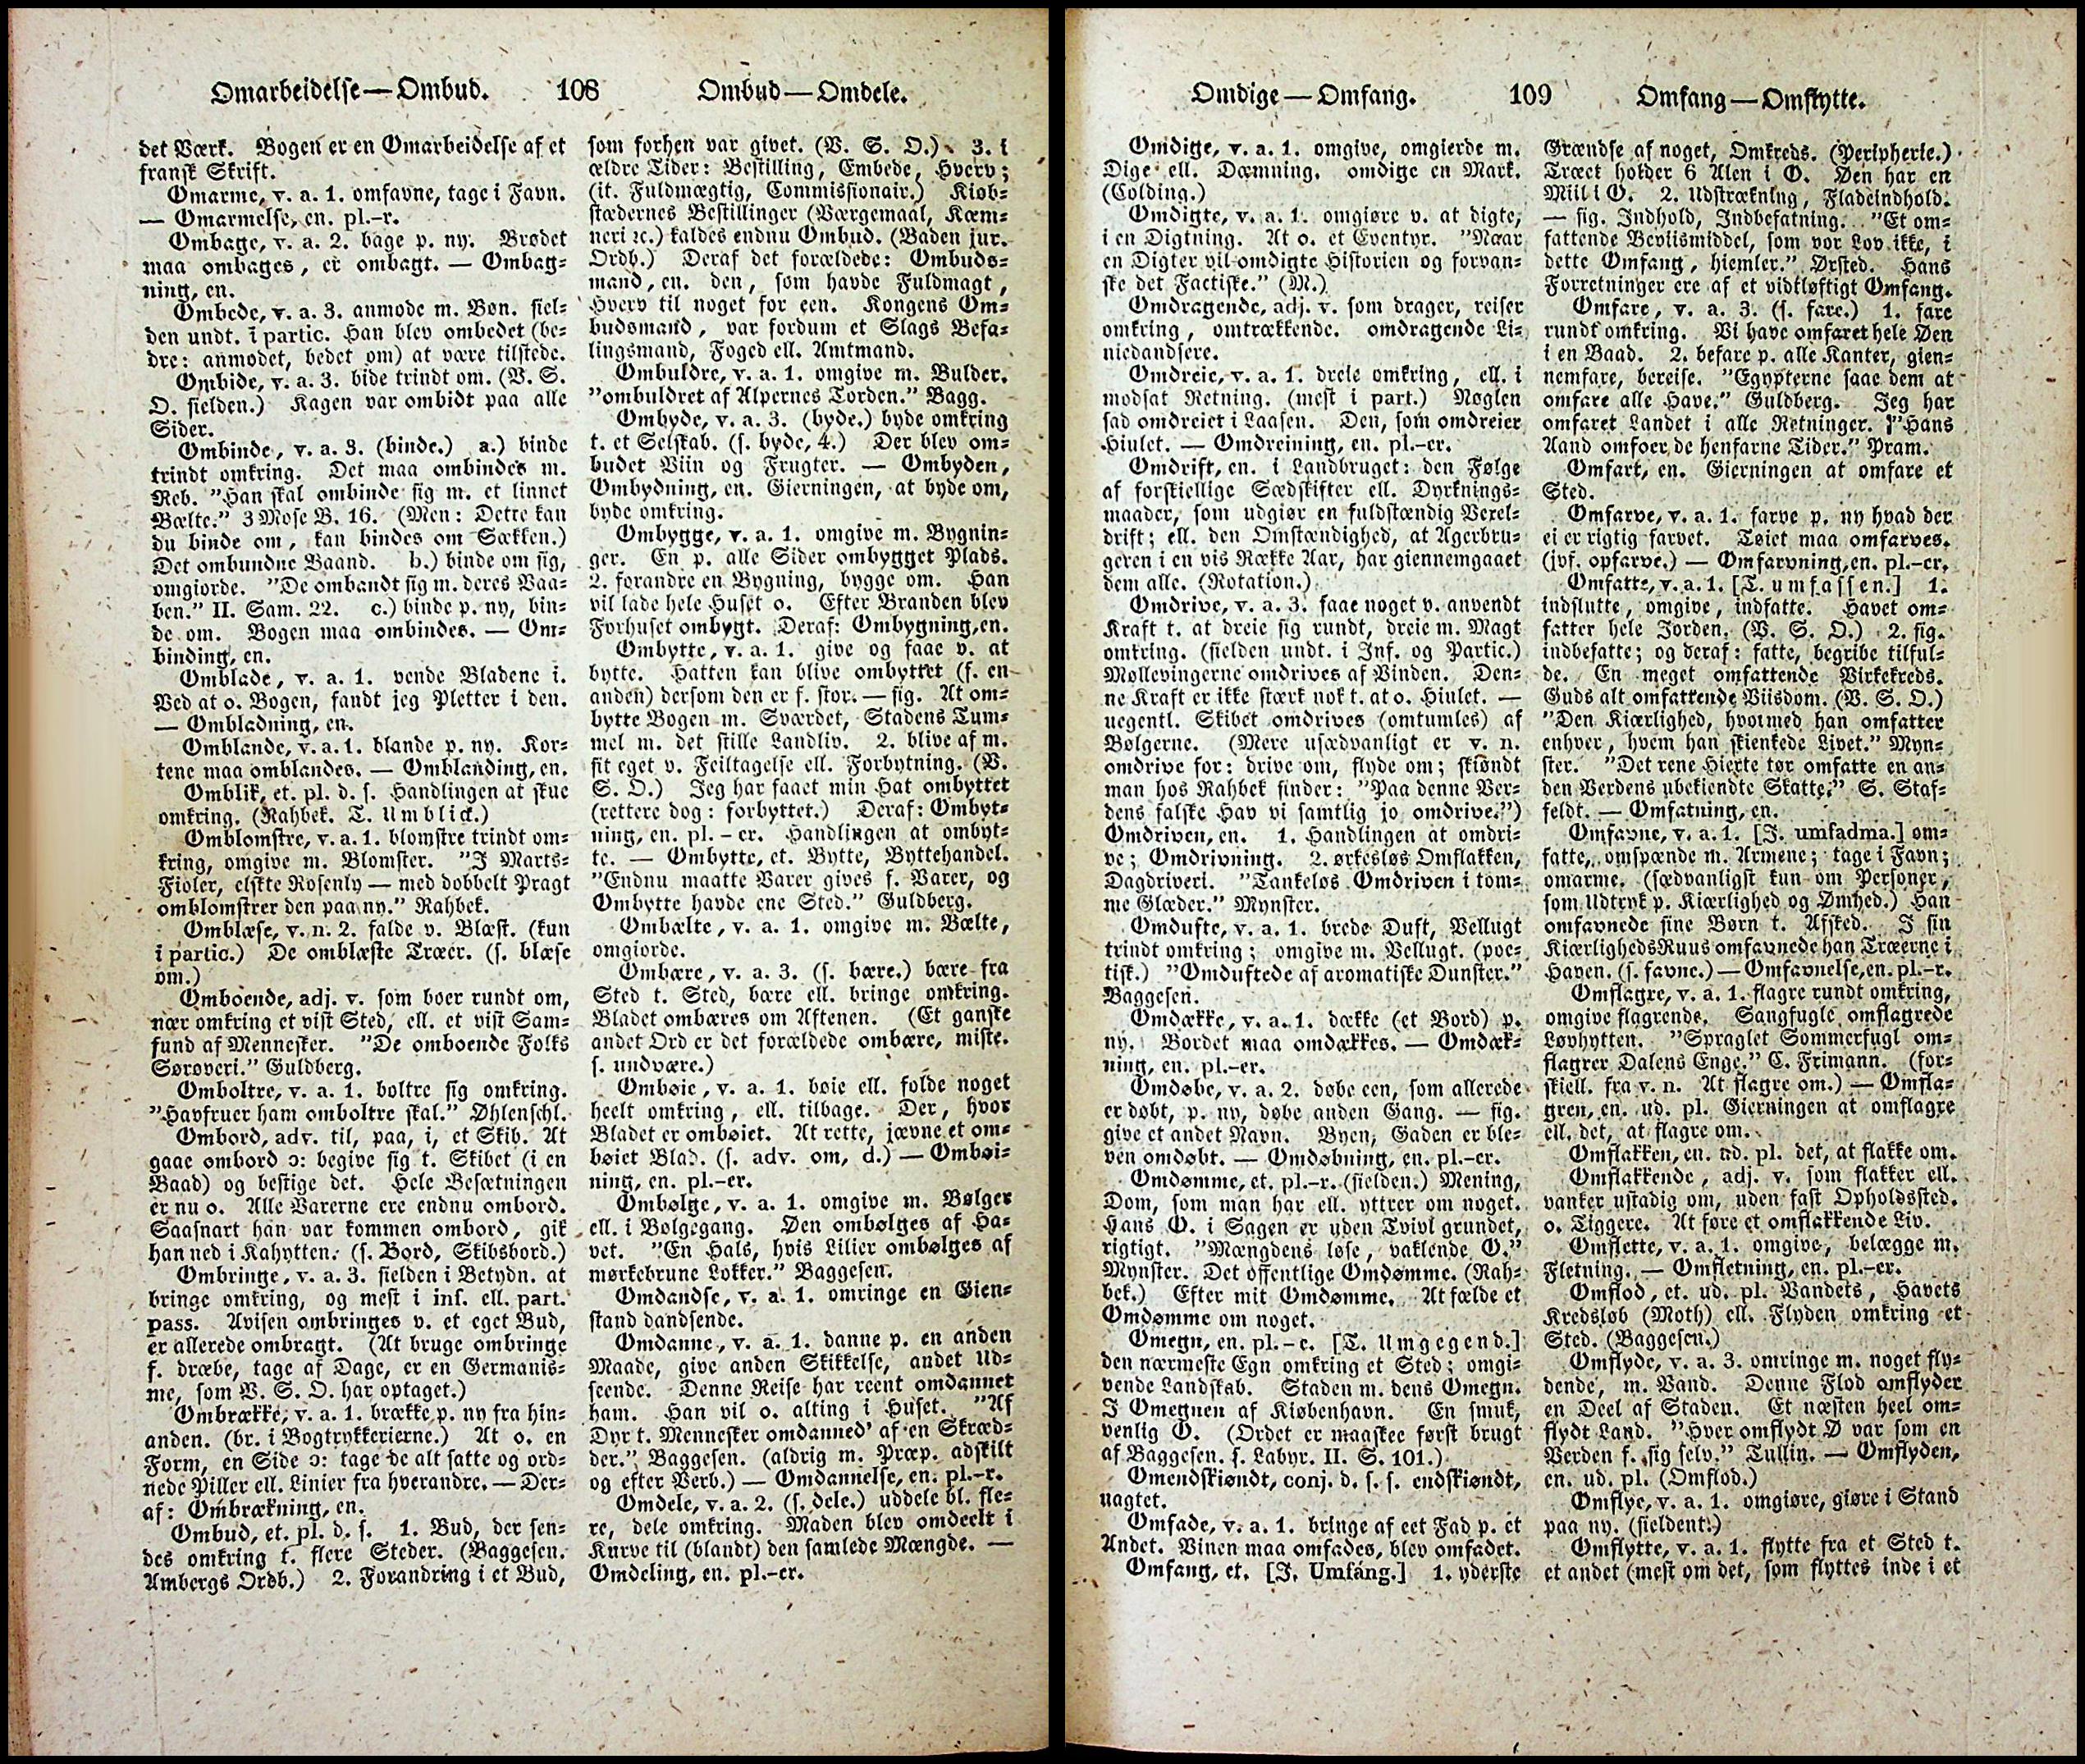 Omarbeidelse — Ombud. 108 Ombud — Omdele.
det Værk. Bogen er en Omarbeidelse af et
fransk Skrift.
Omarme, v. a. 1. omfavne, tage i Favn.
— Omarmelse, en. pl.-r.
Ombage, v. a. 2. bage p. ny. Brødet
maa ombages, er ombagt. — Ombag-
ning, en.
Ombede, v. a. 3. anmode m. Bøn. siel-
den undt. i partic. Han blev ombedet (be-
dre: anmodet, bedet om) at være tilstede.
Ombide, v. a. 3. bide trindt om. (V. S.
O. sielden.) Kagen var ombidt paa alle
Sider.
Ombinde, v. a. 3. (binde.) a.) binde
trindt omkring. Det maa ombindes m.
Reb. "Han skal ombinde sig m. et linnet
Bælte." 3 Mose B. 16. (Men: Dette kan
du binde om, kan bindes om Sækken.)
Det ombundne Baand. b.) binde om sig,
omgiorde. "De ombandt sig m. deres Vaa-
ben." II. Sam. 22. c.) binde p. ny, bin-
de om. Bogen maa ombindes. — Om-
binding, en.
Omblade, v. a. 1. vende Bladene i.
Ved at o. Bogen, fandt jeg Pletter i den.
— Ombladning, en.
Omblande, v. a. 1. blande p. ny. Kor-
tene maa omblandes. — Omblanding, en.
Omblik, et. pl. d. s. Handlingen at skue
omkring. (Rahbek. T. Umblick.)
Omblomstre, v. a. 1. blomstre trindt om-
kring, omgive m. Blomster. "I Marts-
Fioler, elskte Rosenly — med dobbelt Pragt
omblomstrer den paa ny." Rahbek.
Omblæse, v. n. 2. falde v. Blæst. (kun
i partic.) De omblæste Træer. (s. blæse
om.)
Omboende, adj. v. som boer rundt om,
nær omkring et vist Sted, ell. et vist Sam-
fund af Mennesker. "De omboende Folks
Sørøveri." Guldberg.
Omboltre, v. a. 1. boltre sig omkring.
"Havfruer ham omboltre skal." Øhlenschl.
Ombord, adv. til, paa, i, et Skib. At
gaae ombord ɔ: begive sig t. Skibet (i en
Baad) og bestige det. Hele Besætningen
er nu o. Alle Varerne ere endnu ombord.
Saasnart han var kommen ombord, gik
han ned i Kahytten. (s. Bord, Skibsbord.)
Ombringe, v. a. 3. sielden i Betydn. at
bringe omkring, og mest i inf. ell. part.
pass. Avisen ombringes v. et eget Bud,
er allerede ombragt. (At bruge ombringe
f. dræbe, tage af Dage, er en Germanis-
me, som V. S. O. har optaget.)
Ombrække, v. a. 1. brække p. ny fra hin-
anden. (br. i Bogtrykkerierne.) At o. en
Form, en Side ɔ: tage de alt satte og ord-
nede Piller ell. Linier fra hverandre. — Der-
af: Ombrækning, en.
Ombud, et. pl. d. s. 1. Bud, der sen-
des omkring t. flere Steder. (Baggesen.
Ambergs Ordb.) 2. Forandring i et Bud,
som forhen var givet. (V. S. O.) 3. i
ældre Tider: Bestilling, Embede, Hverv;
(it. Fuldmægtig, Commissionair.) Kiøb-
stædernes Bestillinger (Værgemaal, Kæm-
neri ꝛc.) kaldes endnu Ombud. (Baden jur.
Ordb.) Deraf det forældede: Ombuds-
mand, en. den, som havde Fuldmagt,
Hverv til noget for een. Kongens Om-
budsmand, var fordum et Slags Befa-
lingsmand, Foged ell. Amtmand.
Ombuldre, v. a. 1. omgive m. Bulder.
"ombuldret af Alpernes Torden." Bagg.
Ombyde, v. a. 3. (byde.) byde omkring
t. et Selskab. (s. byde, 4.) Der blev om-
budet Viin og Frugter. — Ombyden,
Ombydning, en. Gierningen, at byde om,
byde omkring.
Ombygge, v. a. 1. omgive m. Bygnin-
ger. En p. alle Sider ombygget Plads.
2. forandre en Bygning, bygge om. Han
vil lade hele Huset o. Efter Branden blev
Forhuset ombygt. Deraf: Ombygning, en.
Ombytte, v. a. 1. give og faae v. at
bytte. Hatten kan blive ombyttet (f. en
anden) dersom den er f. stor. — fig. At om-
bytte Bogen m. Sværdet, Stadens Tum-
mel m. det stille Landliv. 2. blive af m.
sit eget v. Feiltagelse ell. Forbytning. (V.
S. O.) Jeg har faaet min Hat ombyttet
(rettere dog: forbyttet.) Deraf: Ombyt-
ning, en. pl. - er. Handlingen at ombyt-
te. — Ombytte, et. Bytte, Byttehandel.
"Endnu maatte Varer gives f. Varer, og
Ombytte havde ene Sted." Guldberg.
Ombælte, v. a. 1. omgive m. Bælte,
omgiorde.
Ombære, v. a. 3. (s. bære.) bære fra
Sted t. Sted, bære ell. bringe omkring.
Bladet ombæres om Aftenen. (Et ganske
andet Ord er det forældede ombære, miste.
s. undvære.)
Ombøie, v. a. 1. bøie ell. folde noget
heelt omkring, ell. tilbage. Der, hvor
Bladet er ombøiet. At rette, jævne et om-
bøiet Blad. (s. adv. om, d.) — Ombøi-
ning, en. pl.-er.
Ombølge, v. a. 1. omgive m. Bølger
ell. i Bølgegang. Øen ombølges af Ha-
vet. "En Hals, hvis Lilier ombølges af
mørkebrune Lokker." Baggesen.
Omdandse, v. a. 1. omringe en Gien-
stand dandsende.
Omdanne, v. a. 1. danne p. en anden
Maade, give anden Skikkelse, andet Ud-
seende. Denne Reise har reent omdannet
ham. Han vil o. alting i Huset. "Af
Dyr t. Mennesker omdanned' af en Skræd-
der." Baggesen. (aldrig m. Præp. adskilt
og efter Verb.) — Omdannelse, en. pl.-r.
Omdele, v. a. 2. (s. dele.) uddele bl. fle-
re, dele omkring. Maden blev omdeelt i
Kurve til (blandt) den samlede Mængde. —
Omdeling, en. pl.-er.
Omdige — Omfang. 109 Omfang — Omflytte.
Omdige, v. a. 1. omgive, omgierde m.
Dige ell. Dæmning. omdige en Mark.
(Colding.)
Omdigte, v. a. 1. omgiøre v. at digte,
i en Digtning. At o. et Eventyr. "Naar
en Digter vil omdigte Historien og forvan-
ske det Factiske." (M.)
Omdragende, adj. v. som drager, reiser
omkring, omtrækkende. omdragende Li-
niedandsere.
Omdreie, v. a. 1. dreie omkring, ell. i
modsat Retning. (mest i part.) Nøglen
sad omdreiet i Laasen. Den, som omdreier
Hiulet. — Omdreining, en. pl.-er.
Omdrift, en. i Landbruget: den Følge
af forskiellige Sædskifter ell. Dyrknings-
maader, som udgiør en fuldstændig Vexel-
drift; ell. den Omstændighed, at Agerbru-
geren i en vis Række Aar, har giennemgaaet
dem alle. (Rotation.)
Omdrive, v. a. 3. faae noget v. anvendt
Kraft t. at dreie sig rundt, dreie m. Magt
omkring. (sielden undt. i Inf. og Partic.)
Møllevingerne omdrives af Vinden. Den-
ne Kraft er ikke stærk nok t. at o. Hiulet. —
uegentl. Skibet omdrives (omtumles) af
Bølgerne. (Mere usædvanligt er v. n.
omdrive for: drive om, flyde om; skiøndt
man hos Rahbek finder: "Paa denne Ver-
dens falske Hav vi samtlig jo omdrive.")
Omdriven, en. 1. Handlingen at omdri-
ve; Omdrivning. 2. ørkesløs Omflakken,
Dagdriveri. "Tankeløs Omdriven i tom-
me Glæder." Mynster.
Omdufte, v. a. 1. brede Duft, Vellugt
trindt omkring; omgive m. Vellugt. (poe-
tisk.) "Omduftede af aromatiske Dunster."
Baggesen.
Omdække, v. a. 1. dække (et Bord) p.
ny. Bordet maa omdækkes. — Omdæk-
ning, en. pl.-er.
Omdøbe, v. a. 2. døbe een, som allerede
er døbt, p. ny, døbe anden Gang. — fig.
give et andet Navn. Byen, Gaden er ble-
ven omdøbt. — Omdøbning, en. pl.-er.
Omdømme, et. pl.-r. (sielden.) Mening,
Dom, som man har ell. yttrer om noget.
Hans O. i Sagen er uden Tvivl grundet,
rigtigt. "Mængdens løse, vaklende O."
Mynster. Det offentlige Omdømme. (Rah-
bek.) Efter mit Omdømme. At fælde et
Omdømme om noget.
Omegn, en. pl. - e. [T. Umgegend.]
den nærmeste Egn omkring et Sted; omgi-
vende Landskab. Staden m. dens Omegn.
I Omegnen af Kiøbenhavn. En smuk,
venlig O. (Ordet er maaskee først brugt
af Baggesen. s. Labyr. II. S. 101.)
Omendskiøndt, conj. d. s. s. endskiøndt,
uagtet.
Omfade, v. a. 1. bringe af eet Fad p. et
Andet. Vinen maa omfades, blev omfadet.
Omfang, et. [J. Umfáng.] 1. yderste
Grændse af noget, Omkreds. (Peripherie.)
Træet holder 6 Alen i O. Øen har en
Miil i O. 2. Udstrækning, Fladeindhold.
— fig. Indhold, Indbefatning. "Et om-
fattende Beviismiddel, som vor Lov ikke, i
dette Omfang, hiemler." Ørsted. Hans
Forretninger ere af et vidtløftigt Omfang.
Omfare, v. a. 3. (s. fare.) 1. fare
rundt omkring. Vi have omfaret hele Øen
i en Baad. 2. befare p. alle Kanter, gien-
nemfare, bereise. "Egypterne saae dem at
omfare alle Have." Guldberg. Jeg har
omfaret Landet i alle Retninger. "Hans
Aand omfoer de henfarne Tider." Pram.
Omfart, en. Gierningen at omfare et
Sted.
Omfarve, v. a. 1. farve p. ny hvad der
ei er rigtig farvet. Tøiet maa omfarves.
(jvf. opfarve.) — Omfarvning, en. pl.-er.
Omfatte, v. a. 1. [T. umfassen.] 1.
indslutte, omgive, indfatte. Havet om-
fatter hele Jorden. (V. S. O.) 2. fig.
indbefatte; og deraf: fatte, begribe tilful-
de. En meget omfattende Virkekreds.
Guds alt omfattende Viisdom. (V. S. O.)
"Den Kiærlighed, hvormed han omfatter
enhver, hvem han skienkede Livet." Myn-
ster. "Det rene Hierte tør omfatte en an-
den Verdens ubekiendte Skatte." S. Staf-
feldt. — Omfatning, en.
Omfavne, v. a. 1. [J. umfadma.] om-
fatte, omspænde m. Armene; tage i Favn;
omarme. (sædvanligst kun om Personer,
som Udtryk p. Kiærlighed og Ømhed.) Han
omfavnede sine Børn t. Afsked. I sin
KiærlighedsRuus omfavnede han Træerne i
Haven. (s. favne.) — Omfavnelse, en. pl.-r.
Omflagre, v. a. 1. flagre rundt omkring,
omgive flagrende. Sangfugle omflagrede
Løvhytten. "Spraglet Sommerfugl om-
flagrer Dalens Enge." C. Frimann. (for-
skiell. fra v. n. At flagre om.) — Omfla-
gren, en. ud. pl. Gierningen at omflagre
ell. det, at flagre om.
Omflakken, en. ud. pl. det, at flakke om.
Omflakkende, adj. v. som flakker ell.
vanker ustadig om, uden fast Opholdssted.
o. Tiggere. At føre et omflakkende Liv.
Omflette, v. a. 1. omgive, belægge m.
Fletning. — Omfletning, en. pl.-er.
Omflod, et. ud. pl. Vandets, Havets
Kredsløb (Moth) ell. Flyden omkring et
Sted. (Baggesen.)
Omflyde, v. a. 3. omringe m. noget fly-
dende, m. Vand. Denne Flod omflyder
en Deel af Staden. Et næsten heel om-
flydt Land. "Hver omflydt Ø var som en
Verden f. sig selv." Tullin. — Omflyden,
en. ud. pl. (Omflod.)
Omflye, v. a. 1. omgiøre, giøre i Stand
paa ny. (sieldent.)
Omflytte, v. a. 1. flytte fra et Sted t.
et andet (mest om det, som flyttes inde i et